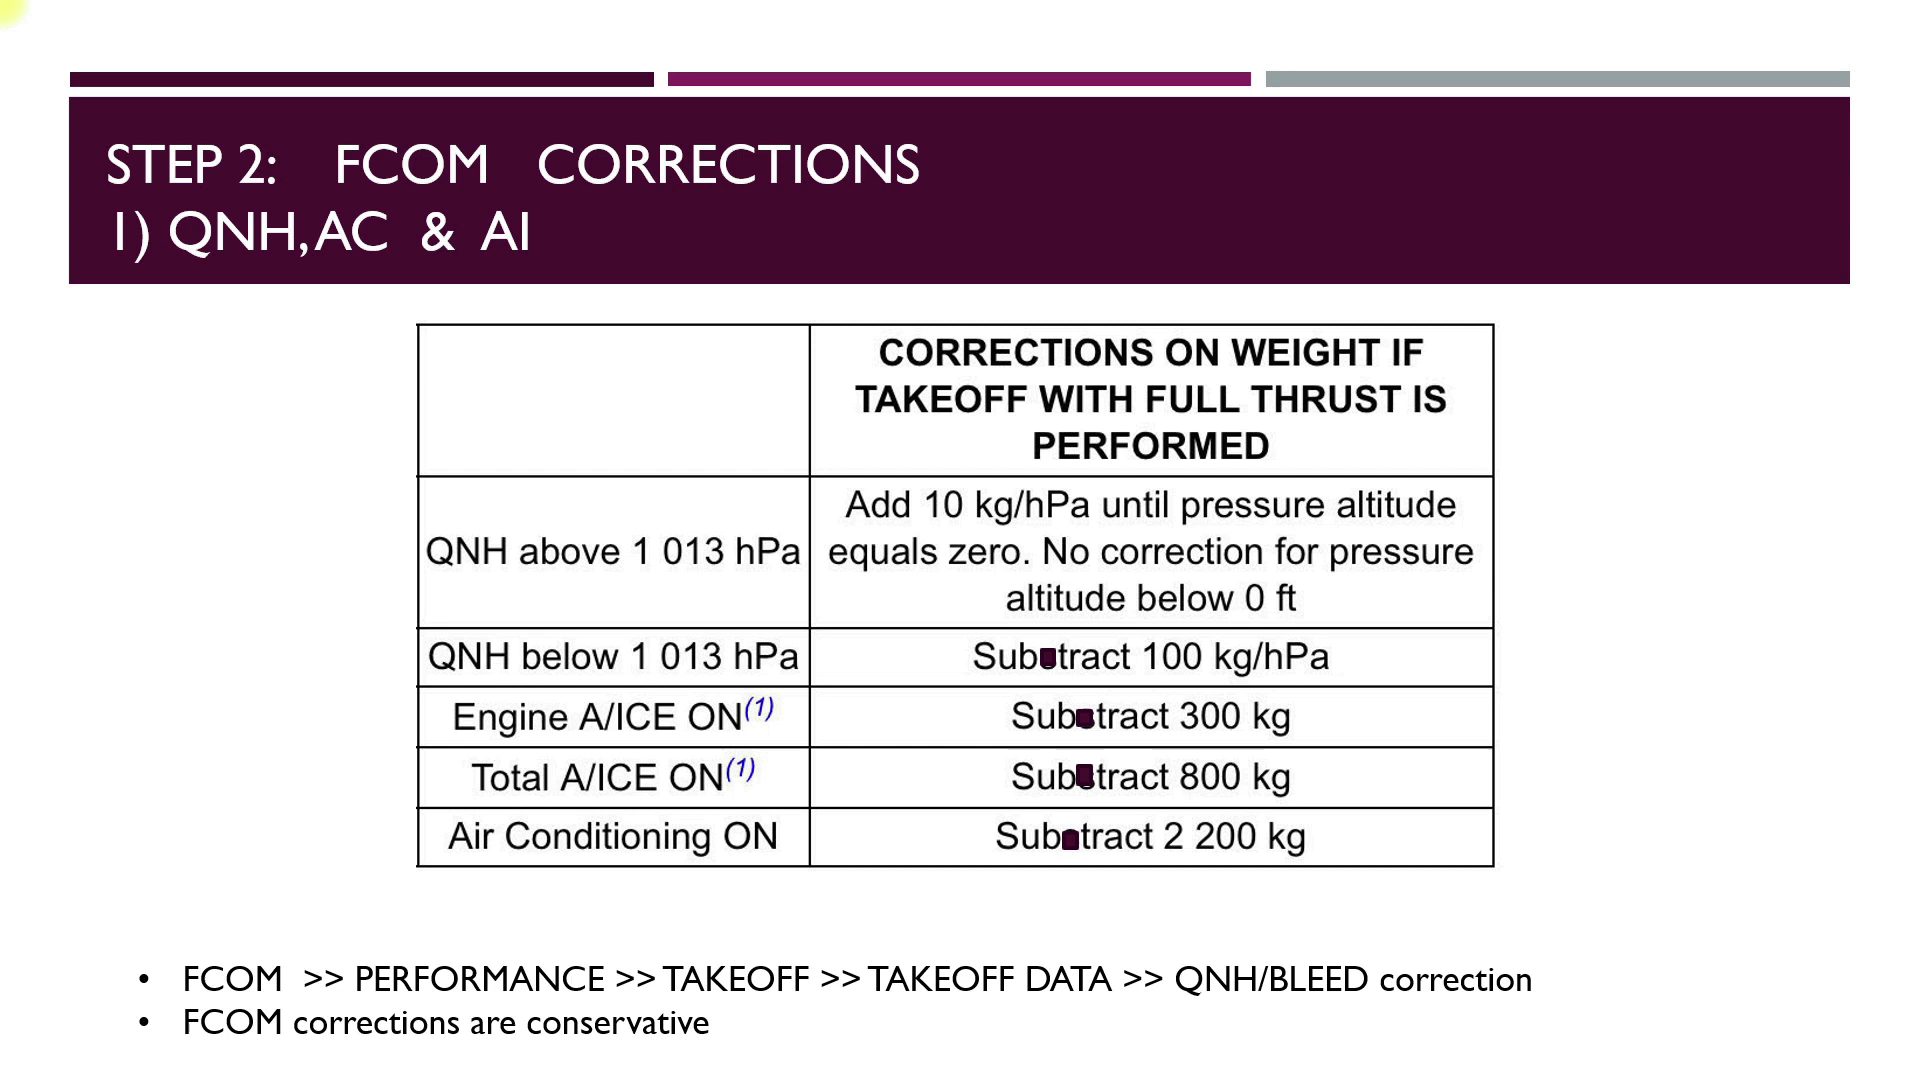 STEP 2: FCOM CORRECTIONS
1) QNH, AC & AI
CORRECTIONS ON WEIGHT IF
TAKEOFF WITH FULL THRUST IS
PERFORMED
QNH above 1 013 hPa
Add 10 kg/hPa until pressure altitude
equals zero. No correction for pressure
altitude below 0 ft
QNH below 1 013 hPa
Subtract 100 kg/hPa
Engine A/ICE ON(1)
Subtract 300 kg
Total A/ICE ON(1)
Subtract 800 kg
Air Conditioning ON
Subtract 2 200 kg
• FCOM >> PERFORMANCE >> TAKEOFF >> TAKEOFF DATA >> QNH/BLEED correction
• FCOM corrections are conservative